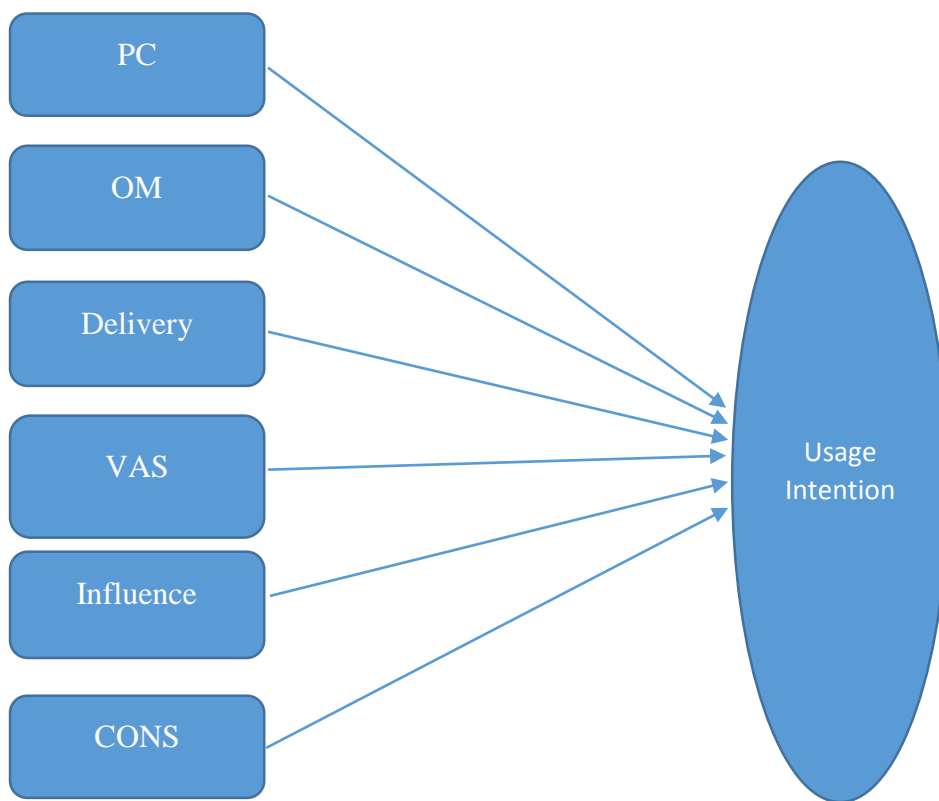 PC
OM
Delivery
VAS
Influence
CONS
Usage
Intention